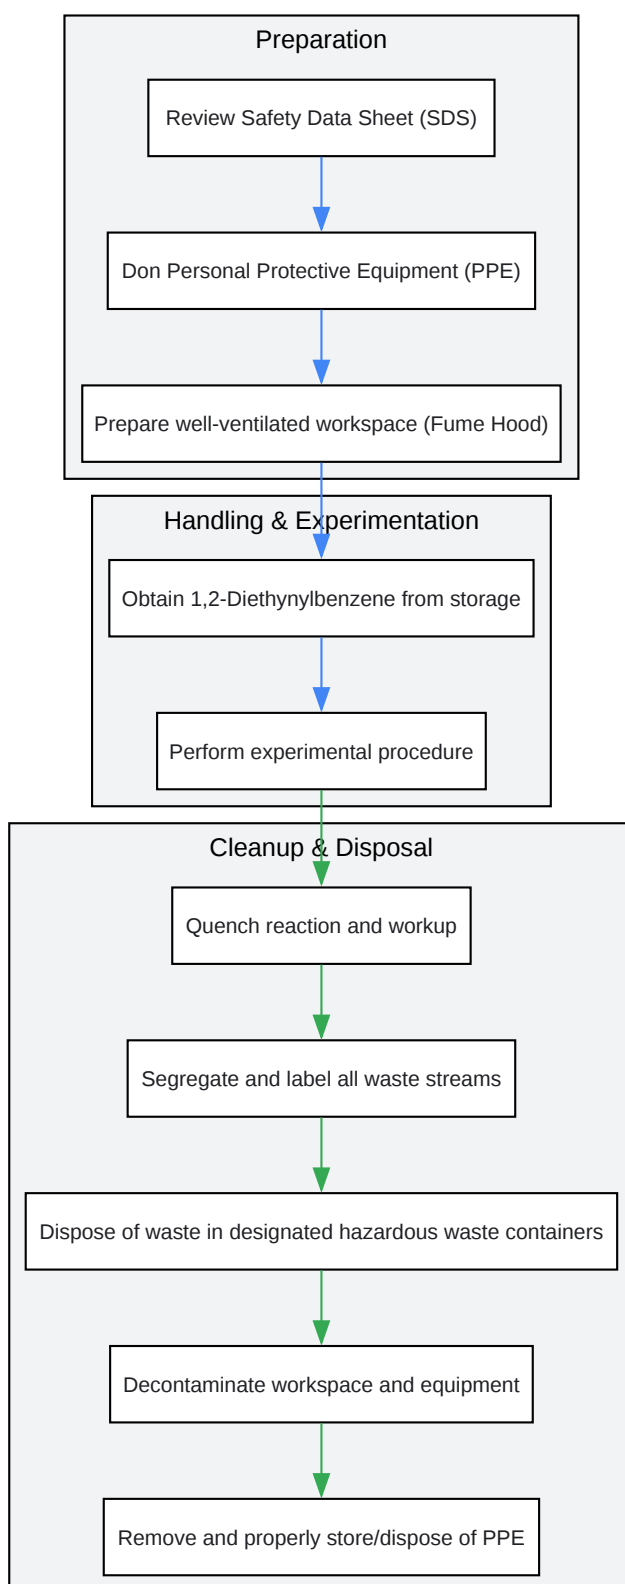 Preparation
Review Safety Data Sheet (SDS)
Don Personal Protective Equipment (PPE)
Prepare well-ventilated workspace (Fume Hood)
Handling & Experimentation
Obtain 1,2-Diethynylbenzene from storage
Perform experimental procedure
Cleanup & Disposal
Quench reaction and workup
Segregate and label all waste streams
Dispose of waste in designated hazardous waste containers
Decontaminate workspace and equipment
Remove and properly store/dispose of PPE